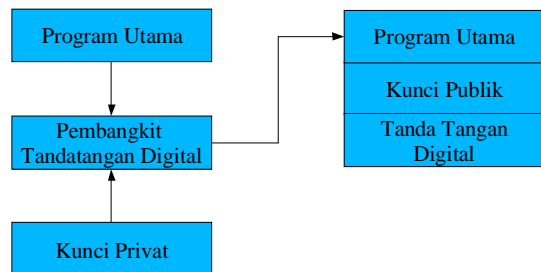 Program Utama
Pembangkit
Tandatangan Digital
Kunci Privat
Program Utama
Kunci Publik
Tanda Tangan
Digital